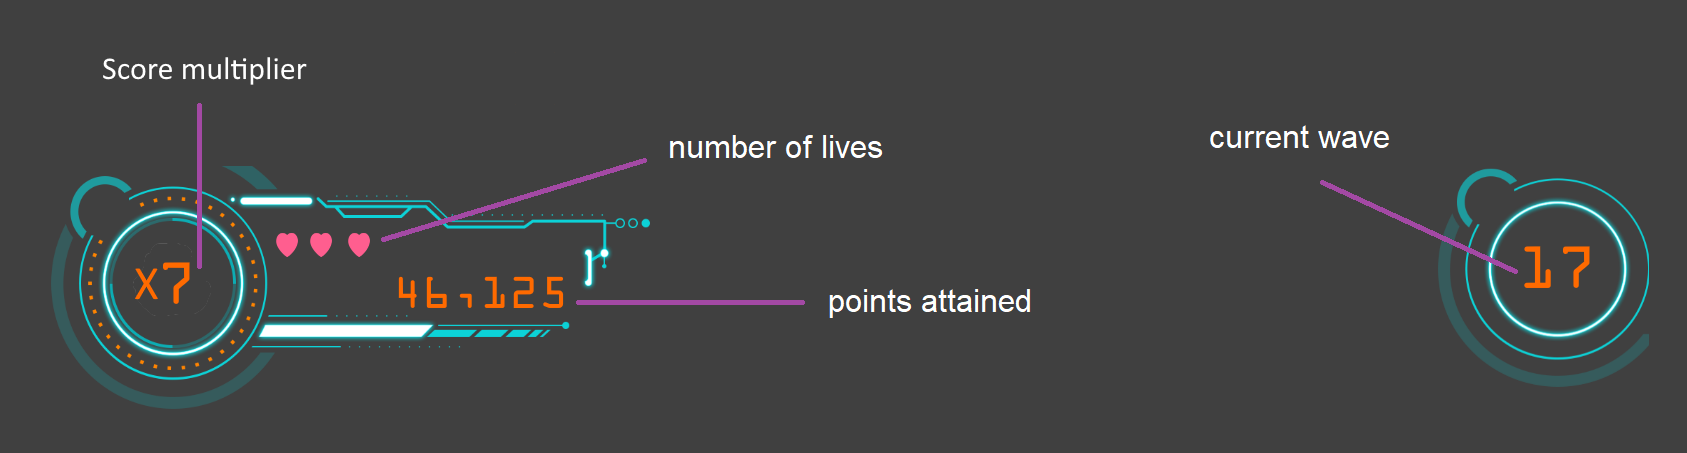 Score multiplier
number of lives
current wave
x7
46,125
points attained
17